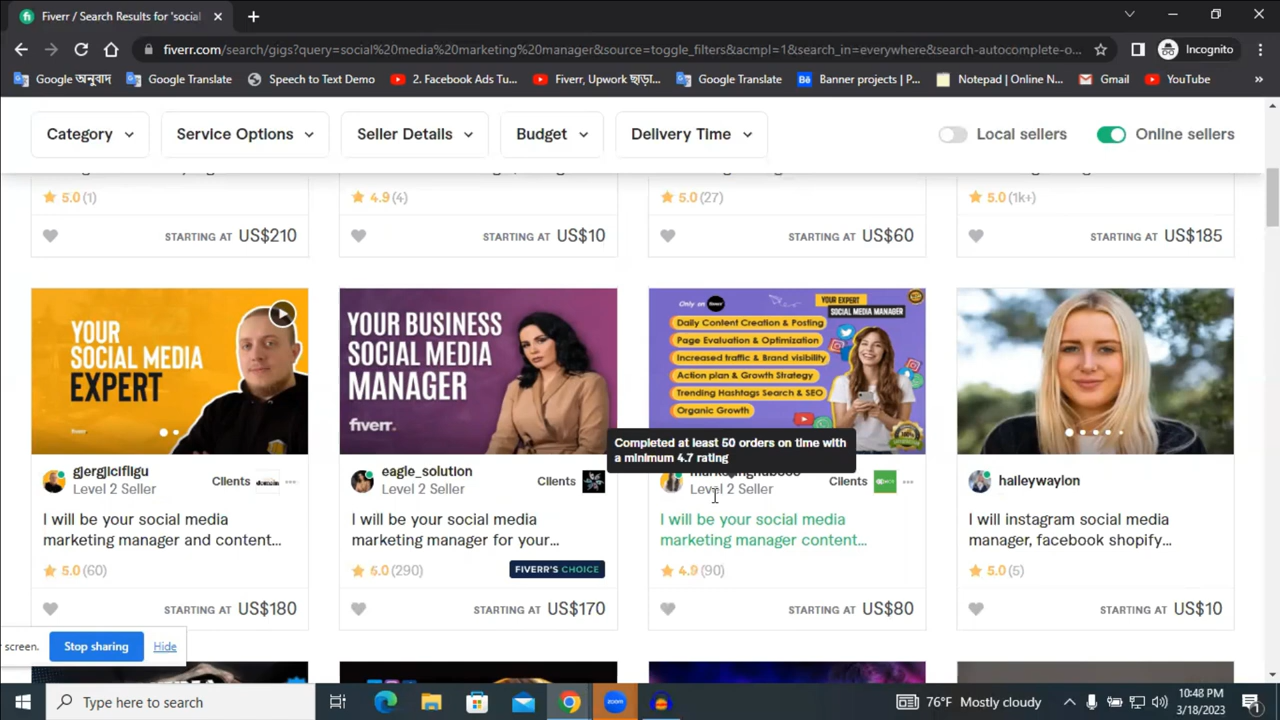 Fiverr / Search Results for 'social
fiverr.com/search/gigs?query=social%20media%20marketing%20manager&source=toggle_filters&acmpl=1&search_in=everywhere&search-autocomplete-o...
Incognito
Google অনুবাদ
Google Translate
Speech to Text Demo
2. Facebook Ads Tu...
Fiverr, Upwork ছাড়া...
Google Translate
Banner projects | P...
Notepad | Online N...
Gmail
YouTube
»
Category
Service Options
Seller Details
Budget
Delivery Time
Local sellers
Online sellers
5.0 (1)
4.9 (4)
5.0 (27)
5.0 (1k+)
STARTING AT US$210
STARTING AT US$10
STARTING AT US$60
STARTING AT US$185
YOUR
SOCIAL MEDIA
EXPERT
fiverr.
YOUR BUSINESS
SOCIAL MEDIA
MANAGER
fiverr.
Only on fiverr
YOUR EXPERT
SOCIAL MEDIA MANAGER
Daily Content Creation & Posting
Page Evaluation & Optimization
Increased traffic & Brand visibility
Action plan & Growth Strategy
Trending Hashtags Search & SEO
Organic Growth
Completed at least 50 orders on time with
a minimum 4.7 rating
gjergjicifligu
Level 2 Seller
Clients
eagle_solution
Level 2 Seller
Clients
Level 2 Seller
Clients
haileywaylon
I will be your social media
marketing manager and content...
I will be your social media
marketing manager for your...
I will be your social media
marketing manager content...
I will instagram social media
manager, facebook shopify...
5.0 (60)
(290)
FIVERR'S CHOICE
4.9 (90)
5.0 (5)
STARTING AT US$180
STARTING AT US$170
STARTING AT US$80
STARTING AT US$10
screen.
Stop sharing
Hide
Type here to search
zoom
76°F Mostly cloudy
10:48 PM
3/18/2023
1